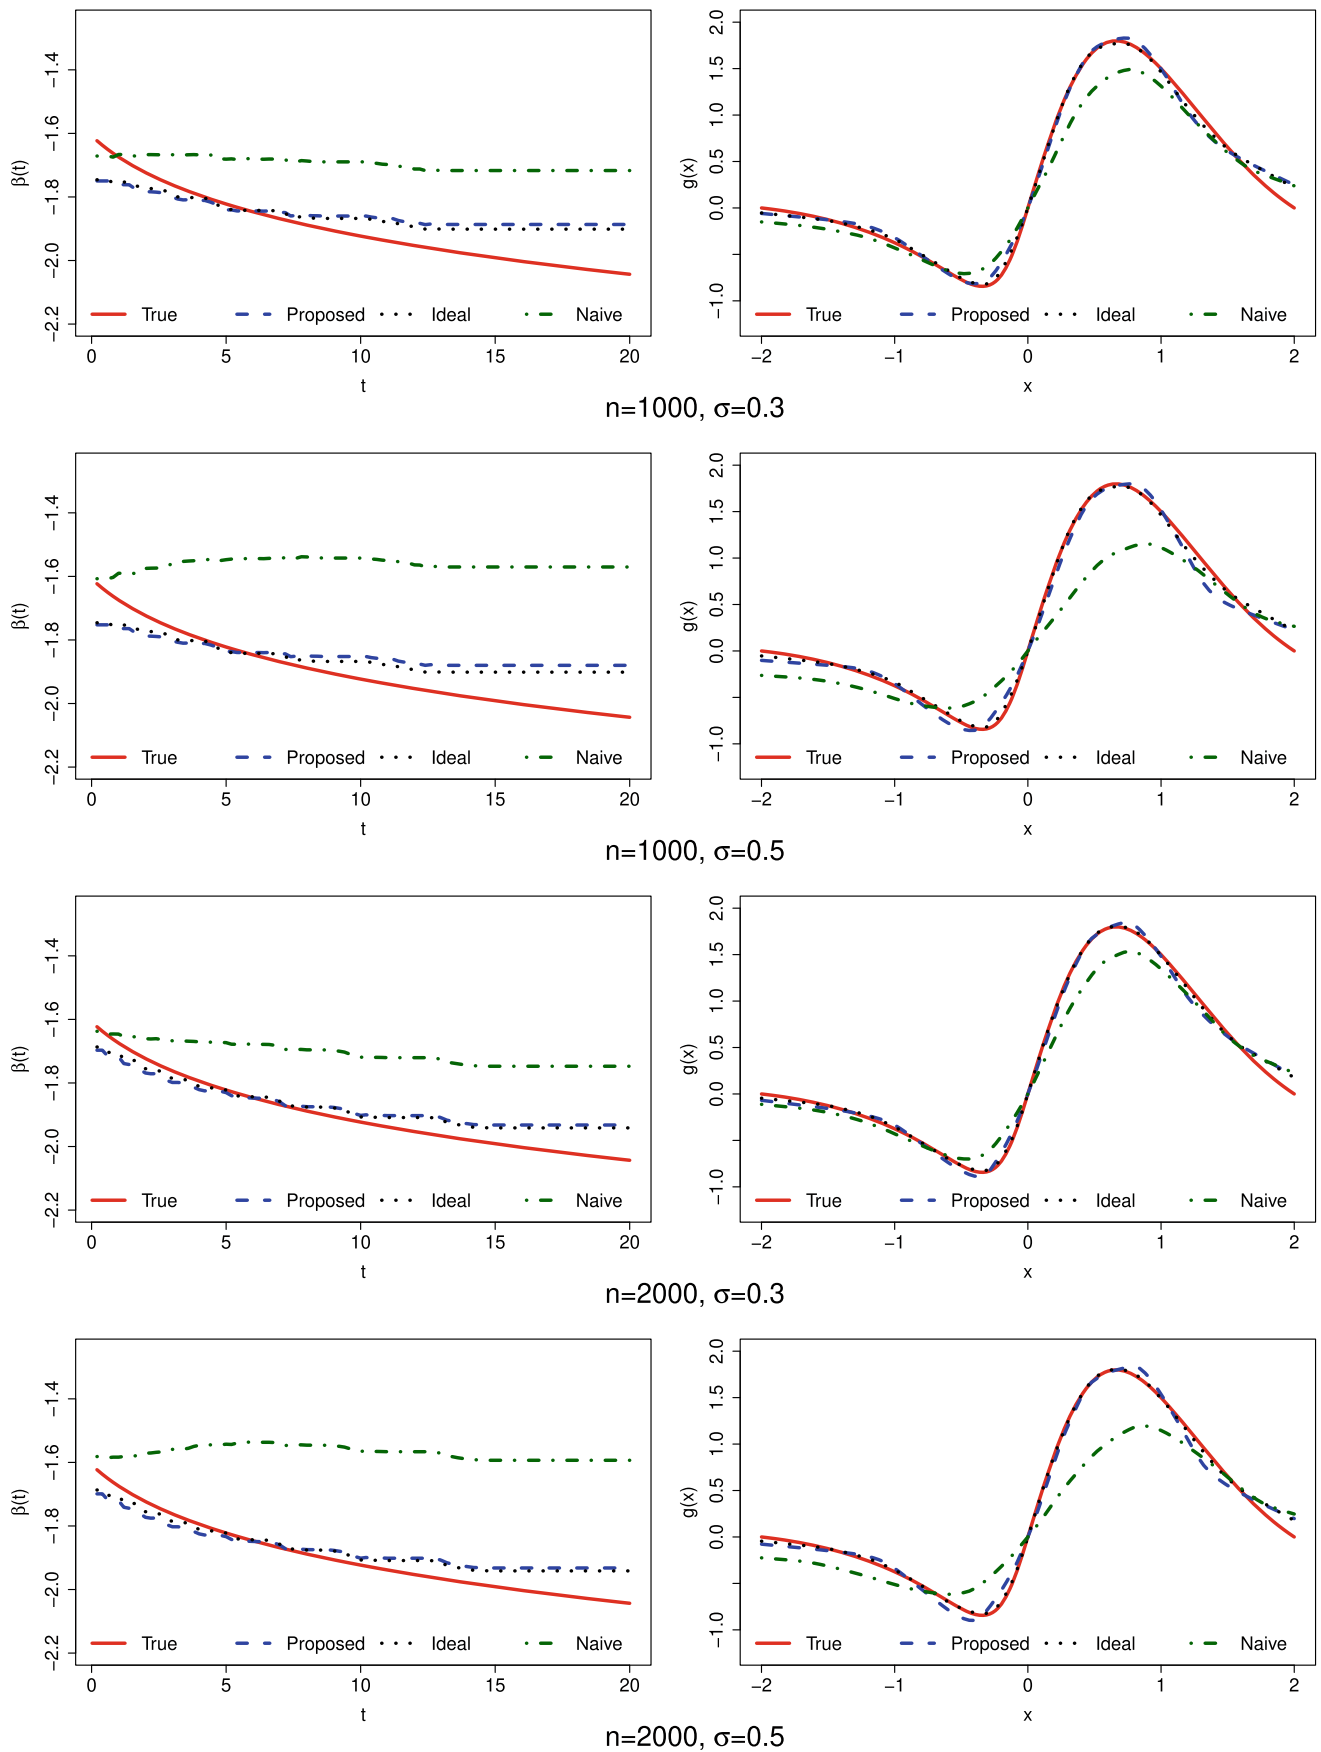 β(t)
−1.4
−1.6
−1.8
−2.0
−2.2
True Proposed Ideal Naive
0 5 10 15 20
t
g(x)
2.0
1.5
1.0
0.5
0.0
−1.0
True Proposed Ideal Naive
−2 −1 0 1 2
x
n=1000, σ=0.3
β(t)
−1.4
−1.6
−1.8
−2.0
−2.2
True Proposed Ideal Naive
0 5 10 15 20
t
g(x)
2.0
1.5
1.0
0.5
0.0
−1.0
True Proposed Ideal Naive
−2 −1 0 1 2
x
n=1000, σ=0.5
β(t)
−1.4
−1.6
−1.8
−2.0
−2.2
True Proposed Ideal Naive
0 5 10 15 20
t
g(x)
2.0
1.5
1.0
0.5
0.0
−1.0
True Proposed Ideal Naive
−2 −1 0 1 2
x
n=2000, σ=0.3
β(t)
−1.4
−1.6
−1.8
−2.0
−2.2
True Proposed Ideal Naive
0 5 10 15 20
t
g(x)
2.0
1.5
1.0
0.5
0.0
−1.0
True Proposed Ideal Naive
−2 −1 0 1 2
x
n=2000, σ=0.5